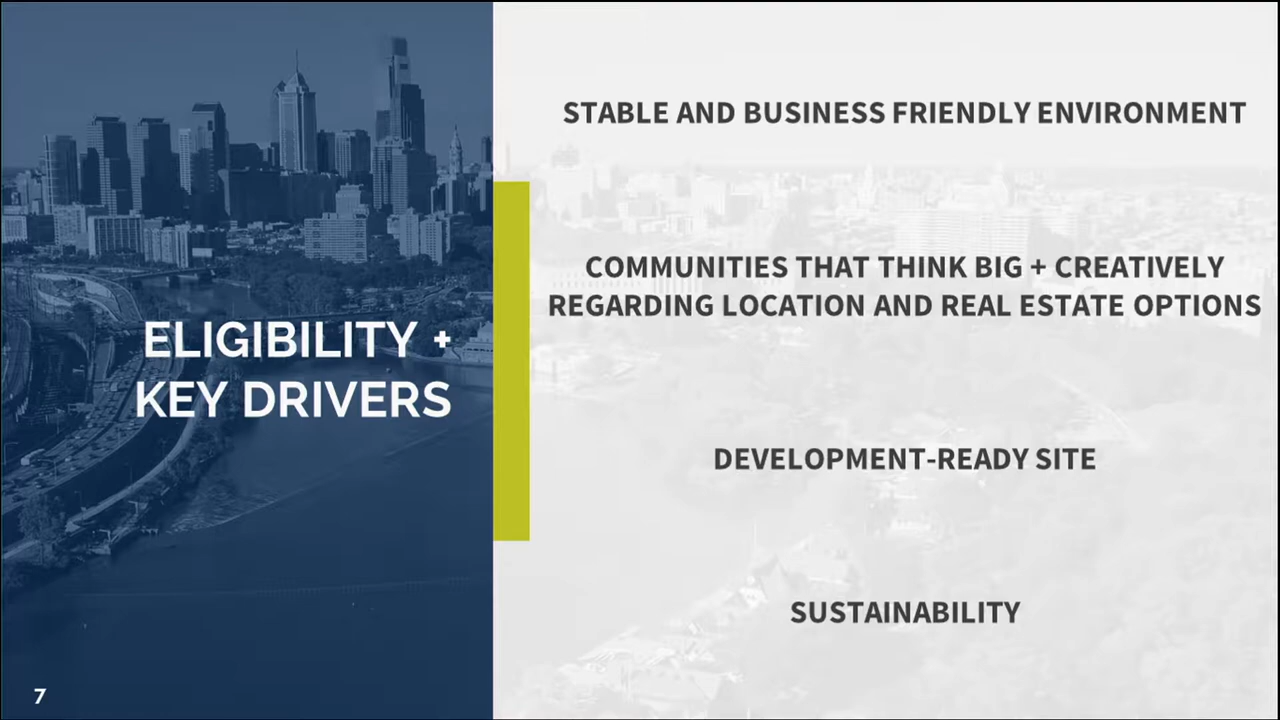 ELIGIBILITY +
KEY DRIVERS
STABLE AND BUSINESS FRIENDLY ENVIRONMENT
COMMUNITIES THAT THINK BIG + CREATIVELY
REGARDING LOCATION AND REAL ESTATE OPTIONS
DEVELOPMENT-READY SITE
SUSTAINABILITY
7